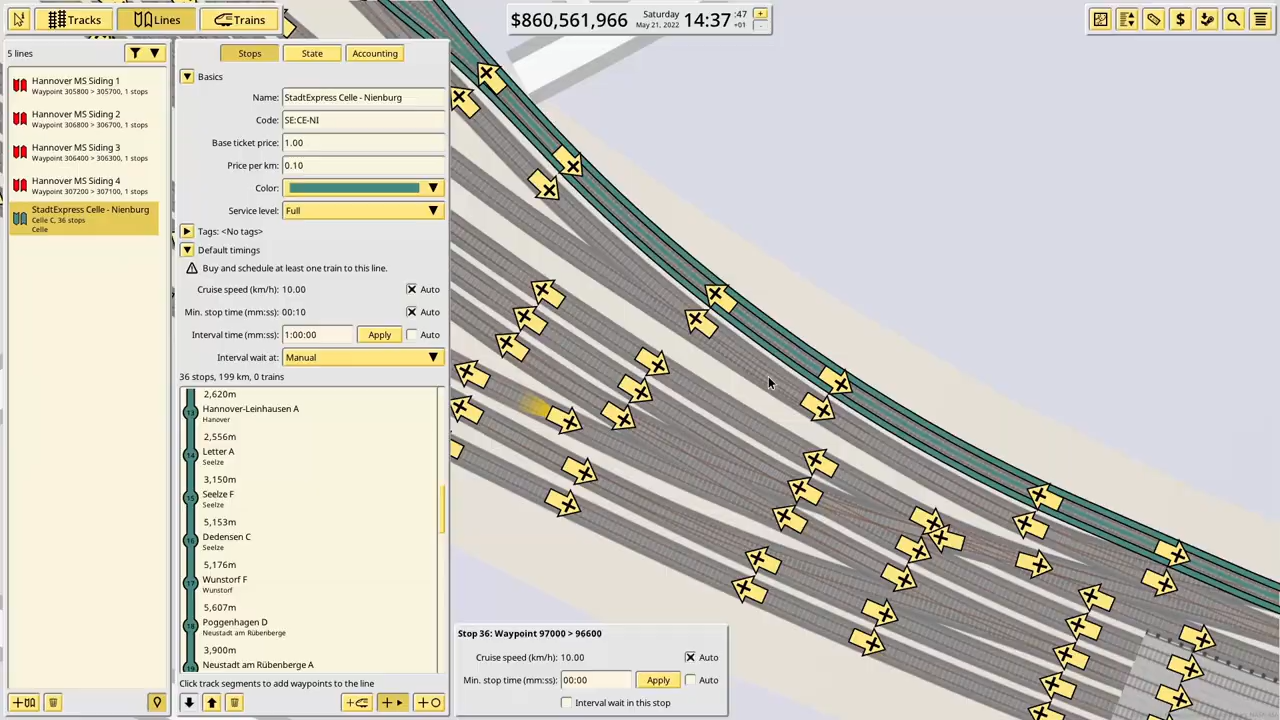 Tracks
Lines
Trains
$860,561,966
Saturday
May 21, 2022
14:37
:47
+01
+
-
5 lines
Hannover MS Siding 1
Waypoint 305800 > 305700, 1 stops
Hannover MS Siding 2
Waypoint 306800 > 306700, 1 stops
Hannover MS Siding 3
Waypoint 306400 > 306300, 1 stops
Hannover MS Siding 4
Waypoint 307200 > 307100, 1 stops
StadtExpress Celle - Nienburg
Celle C, 36 stops
Celle
Stops
State
Accounting
Basics
Name: StadtExpress Celle - Nienburg
Code: SE:CE-NI
Base ticket price: 1.00
Price per km: 0.10
Color:
Service level: Full
Tags: <No tags>
Default timings
Buy and schedule at least one train to this line.
Cruise speed (km/h): 10.00 Auto
Min. stop time (mm:ss): 00:10 Auto
Interval time (mm:ss): 1:00:00 Apply Auto
Interval wait at: Manual
36 stops, 199 km, 0 trains
2,620m
13 Hannover-Leinhausen A
Hanover
2,556m
14 Letter A
Seelze
3,150m
15 Seelze F
Seelze
5,153m
16 Dedensen C
Seelze
5,176m
17 Wunstorf F
Wunstorf
5,607m
18 Poggenhagen D
Neustadt am Rübenberge
3,900m
19 Neustadt am Rübenberge A
Click track segments to add waypoints to the line
Stop 36: Waypoint 97000 > 96600
Cruise speed (km/h): 10.00 Auto
Min. stop time (mm:ss): 00:00 Apply Auto
Interval wait in this stop